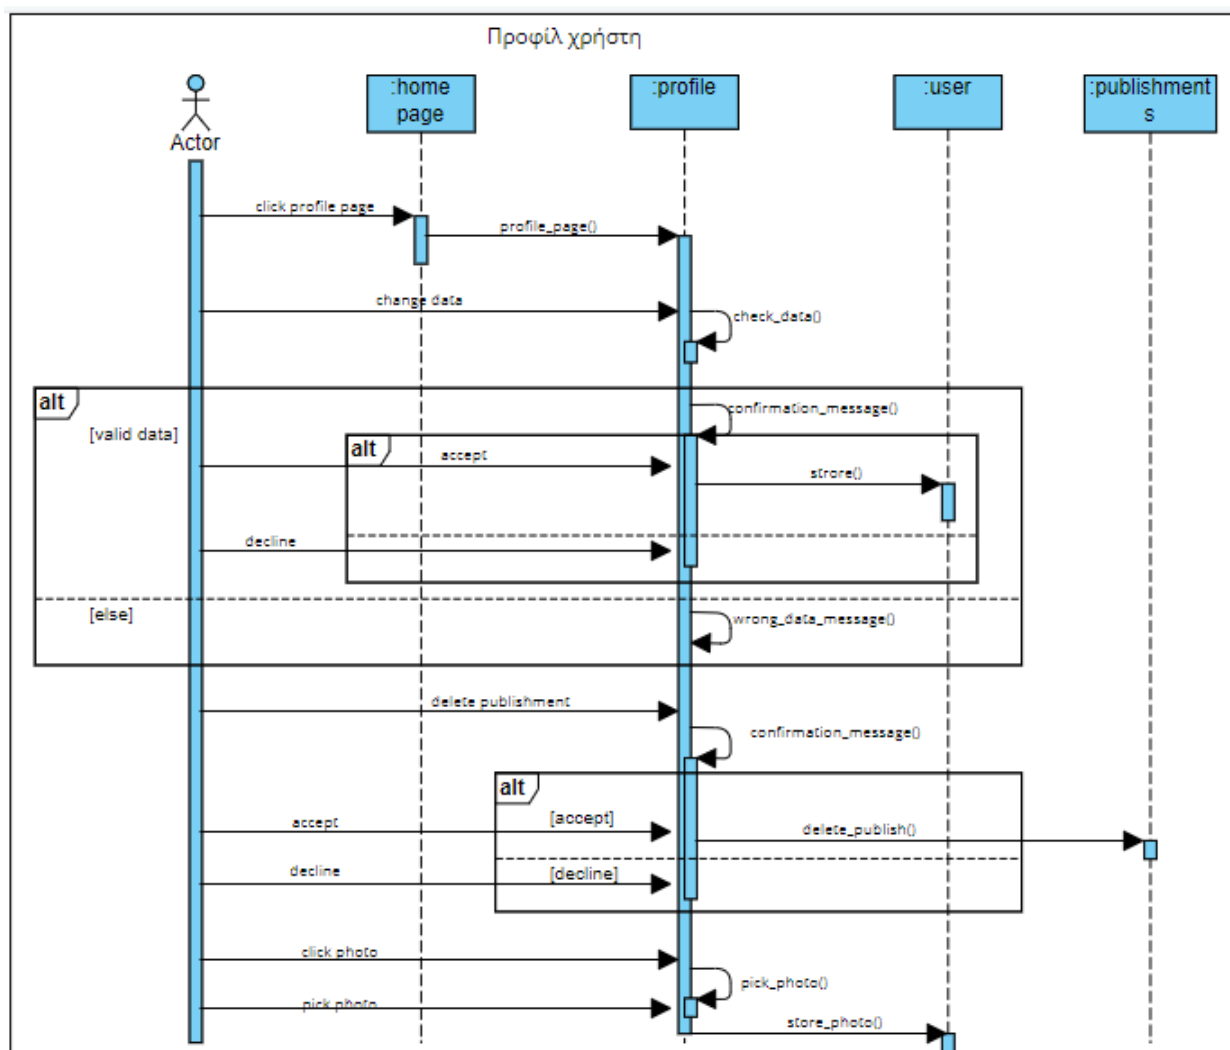 Προφίλ χρήστη
:home
page
:profile
:user
:publishment
s
Actor
click profile page
profile_page()
change data
check_data()
alt
confirmation_message()
[valid data]
alt
accept
strore()
decline
[else]
wrong_data_message()
delete publishment
confirmation_message()
alt
accept
[accept]
delete_publish()
decline
[decline]
click photo
pick_photo()
pick photo
store_photo()